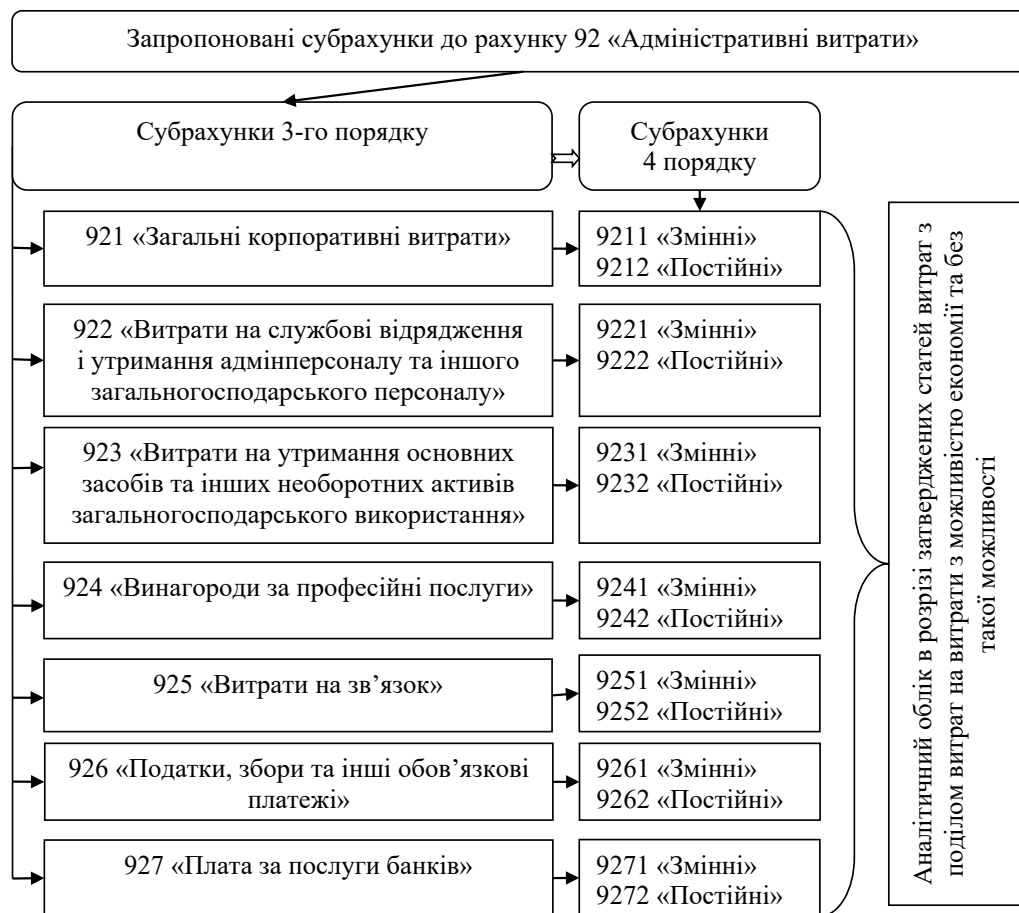 Запропоновані субрахунки до рахунку 92 «Адміністративні витрати»
Субрахунки 3-го порядку
Субрахунки
4 порядку
921 «Загальні корпоративні витрати»
9211 «Змінні»
9212 «Постійні»
922 «Витрати на службові відрядження
і утримання адмінперсоналу та іншого
загальногосподарського персоналу»
9221 «Змінні»
9222 «Постійні»
923 «Витрати на утримання основних
засобів та інших необоротних активів
загальногосподарського використання»
9231 «Змінні»
9232 «Постійні»
924 «Винагороди за професійні послуги»
9241 «Змінні»
9242 «Постійні»
925 «Витрати на зв’язок»
9251 «Змінні»
9252 «Постійні»
926 «Податки, збори та інші обов’язкові
платежі»
9261 «Змінні»
9262 «Постійні»
927 «Плата за послуги банків»
9271 «Змінні»
9272 «Постійні»
Аналітичний облік в розрізі затверджених статей витрат з
поділом витрат на витрати з можливістю економії та без
такої можливості